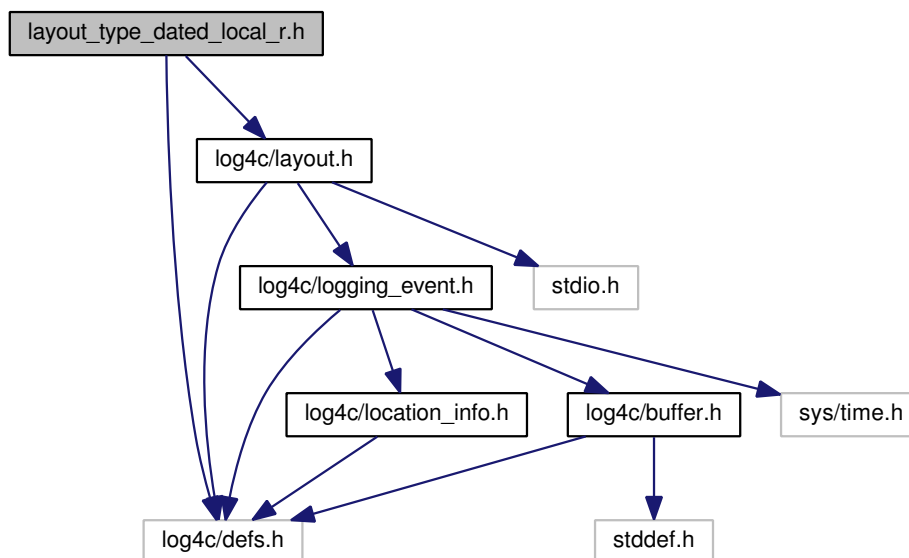 layout_type_dated_local_r.h
log4c/layout.h
log4c/logging_event.h
stdio.h
log4c/location_info.h
log4c/buffer.h
sys/time.h
log4c/defs.h
stddef.h